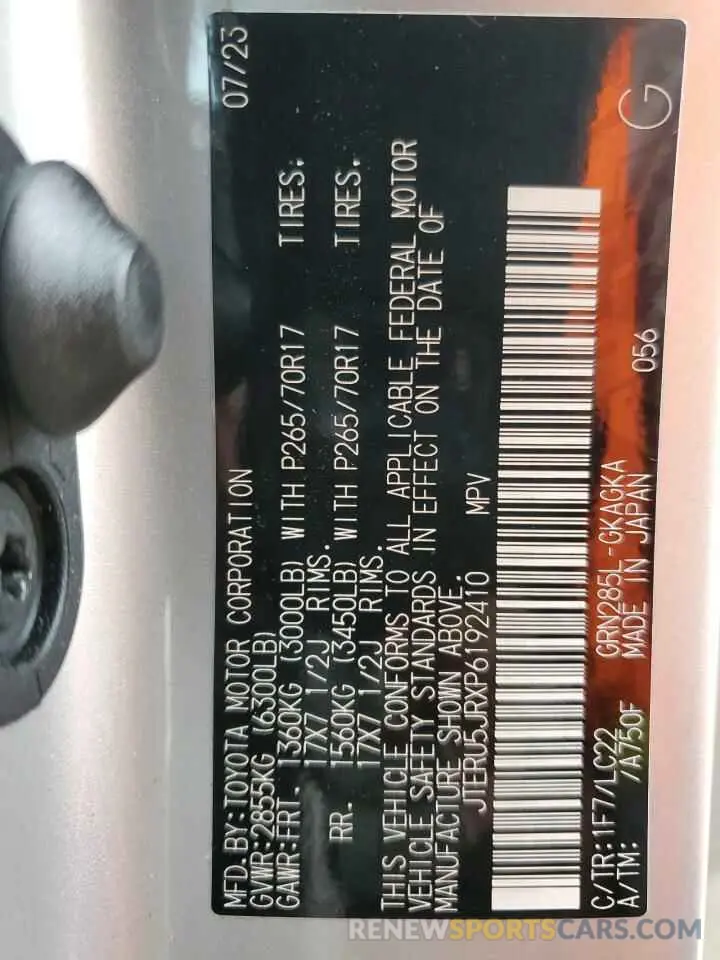 MFD. BY: TOYOTA MOTOR CORPORATION 07/23
GVWR: 2855KG (6300LB)
GAWR: FRT. 1360KG (3000LB) WITH P265/70R17 TIRES.
17X7 1/2J RIMS.
RR. 1560KG (3450LB) WITH P265/70R17 TIRES.
17X7 1/2J RIMS.
THIS VEHICLE CONFORMS TO ALL APPLICABLE FEDERAL MOTOR
VEHICLE SAFETY STANDARDS IN EFFECT ON THE DATE OF
MANUFACTURE SHOWN ABOVE.
JTERU5JRXP6192410 MPV
C/TR: 1F7/LC22 GRN285L-GKAGKA 056 G
A/TM: /A750F MADE IN JAPAN
RENEWSPORTSCARS.COM